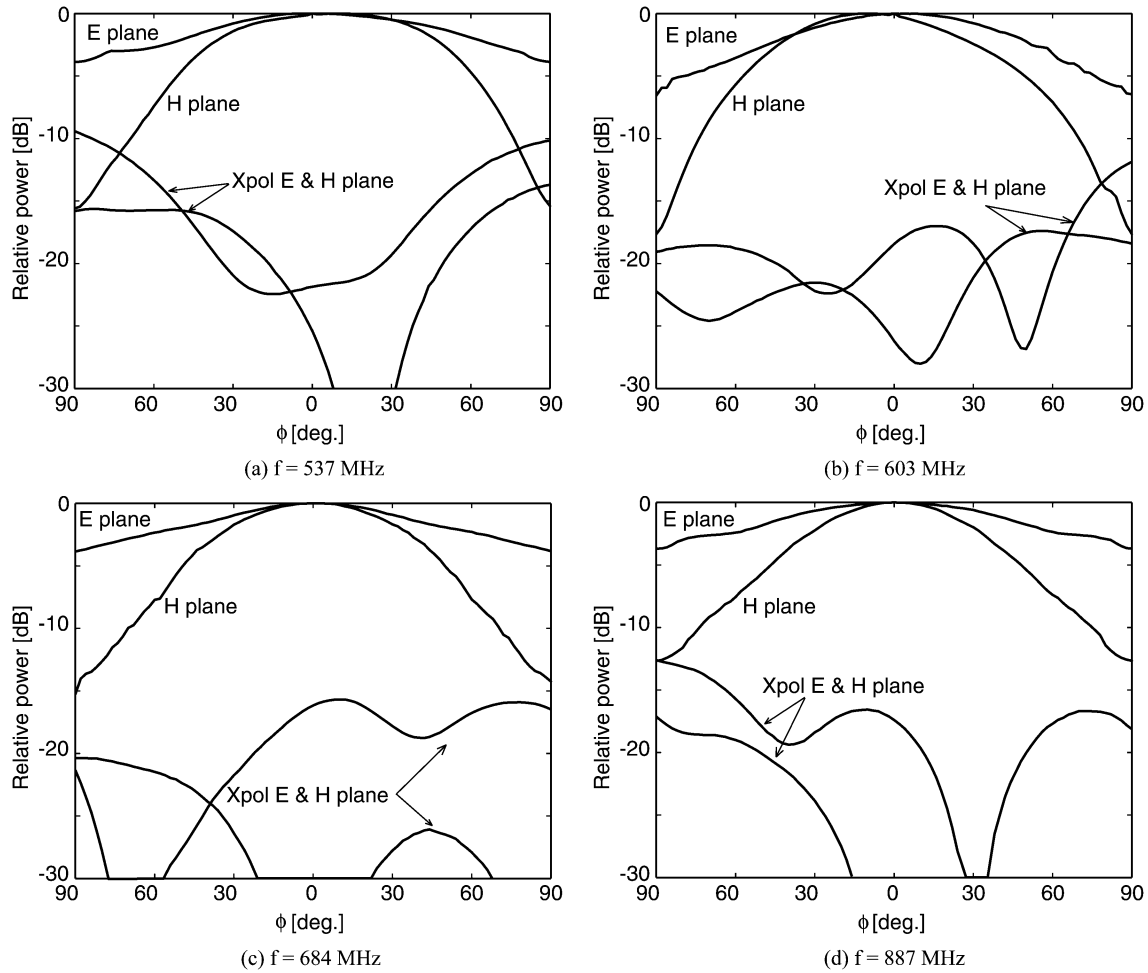 0
-10
-20
-30
Relative power [dB]
E plane
H plane
Xpol E & H plane
90 60 30 0 30 60 90
ϕ [deg.]
(a) f = 537 MHz
0
-10
-20
-30
Relative power [dB]
E plane
H plane
Xpol E & H plane
90 60 30 0 30 60 90
ϕ [deg.]
(b) f = 603 MHz
0
-10
-20
-30
Relative power [dB]
E plane
H plane
Xpol E & H plane
90 60 30 0 30 60 90
ϕ [deg.]
(c) f = 684 MHz
0
-10
-20
-30
Relative power [dB]
E plane
H plane
Xpol E & H plane
90 60 30 0 30 60 90
ϕ [deg.]
(d) f = 887 MHz